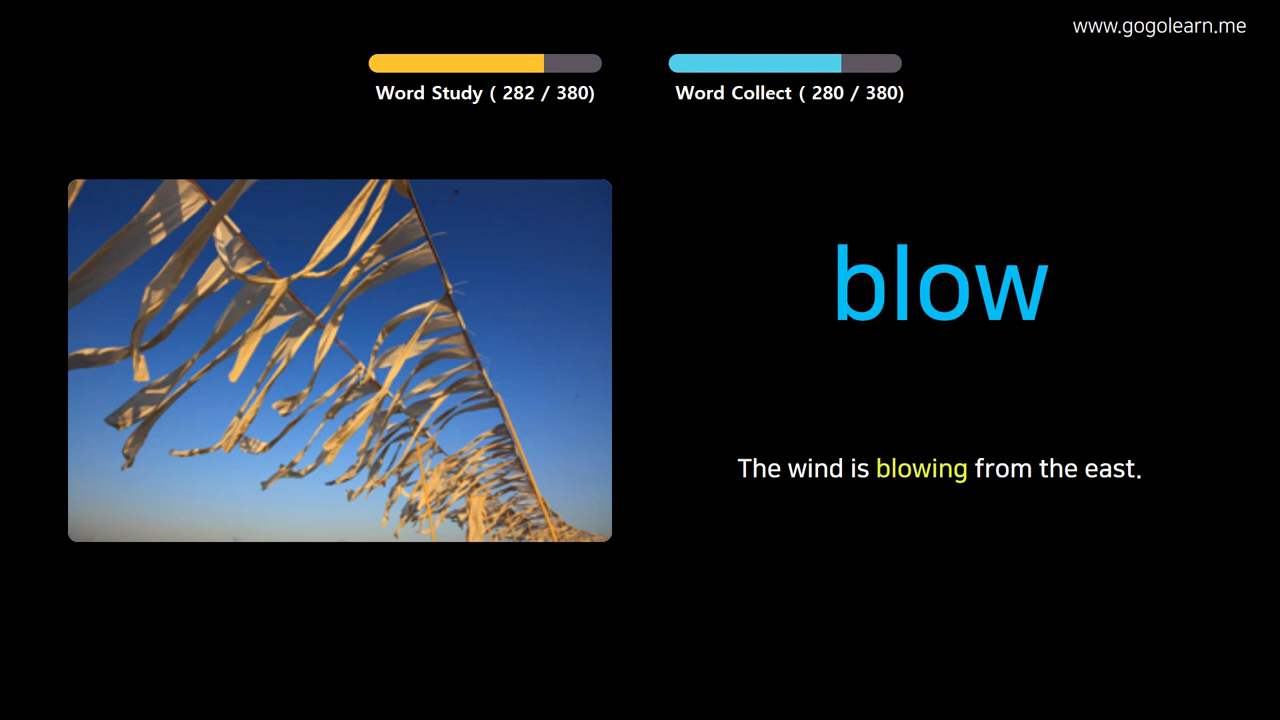 www.gogolearn.me
Word Study ( 282 / 380)
Word Collect ( 280 / 380)
blow
The wind is blowing from the east.